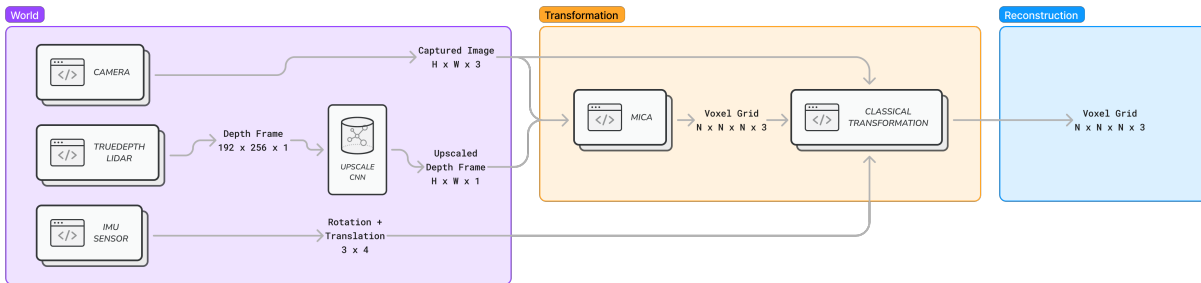 World
Transformation
Reconstruction
CAMERA
Captured Image
H x W x 3
TRUEDEPTH
LIDAR
Depth Frame
192 x 256 x 1
UPSCALE
CNN
Upscaled
Depth Frame
H x W x 1
IMU
SENSOR
Rotation +
Translation
3 x 4
MICA
Voxel Grid
N x N x N x 3
CLASSICAL
TRANSFORMATION
Voxel Grid
N x N x N x 3